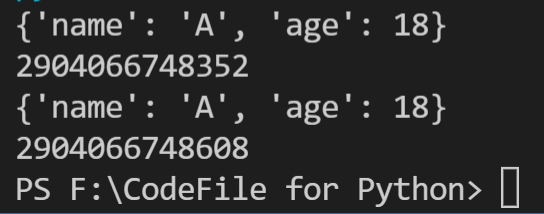 {'name': 'A', 'age': 18}
2904066748352
{'name': 'A', 'age': 18}
2904066748608
PS F:\CodeFile for Python>